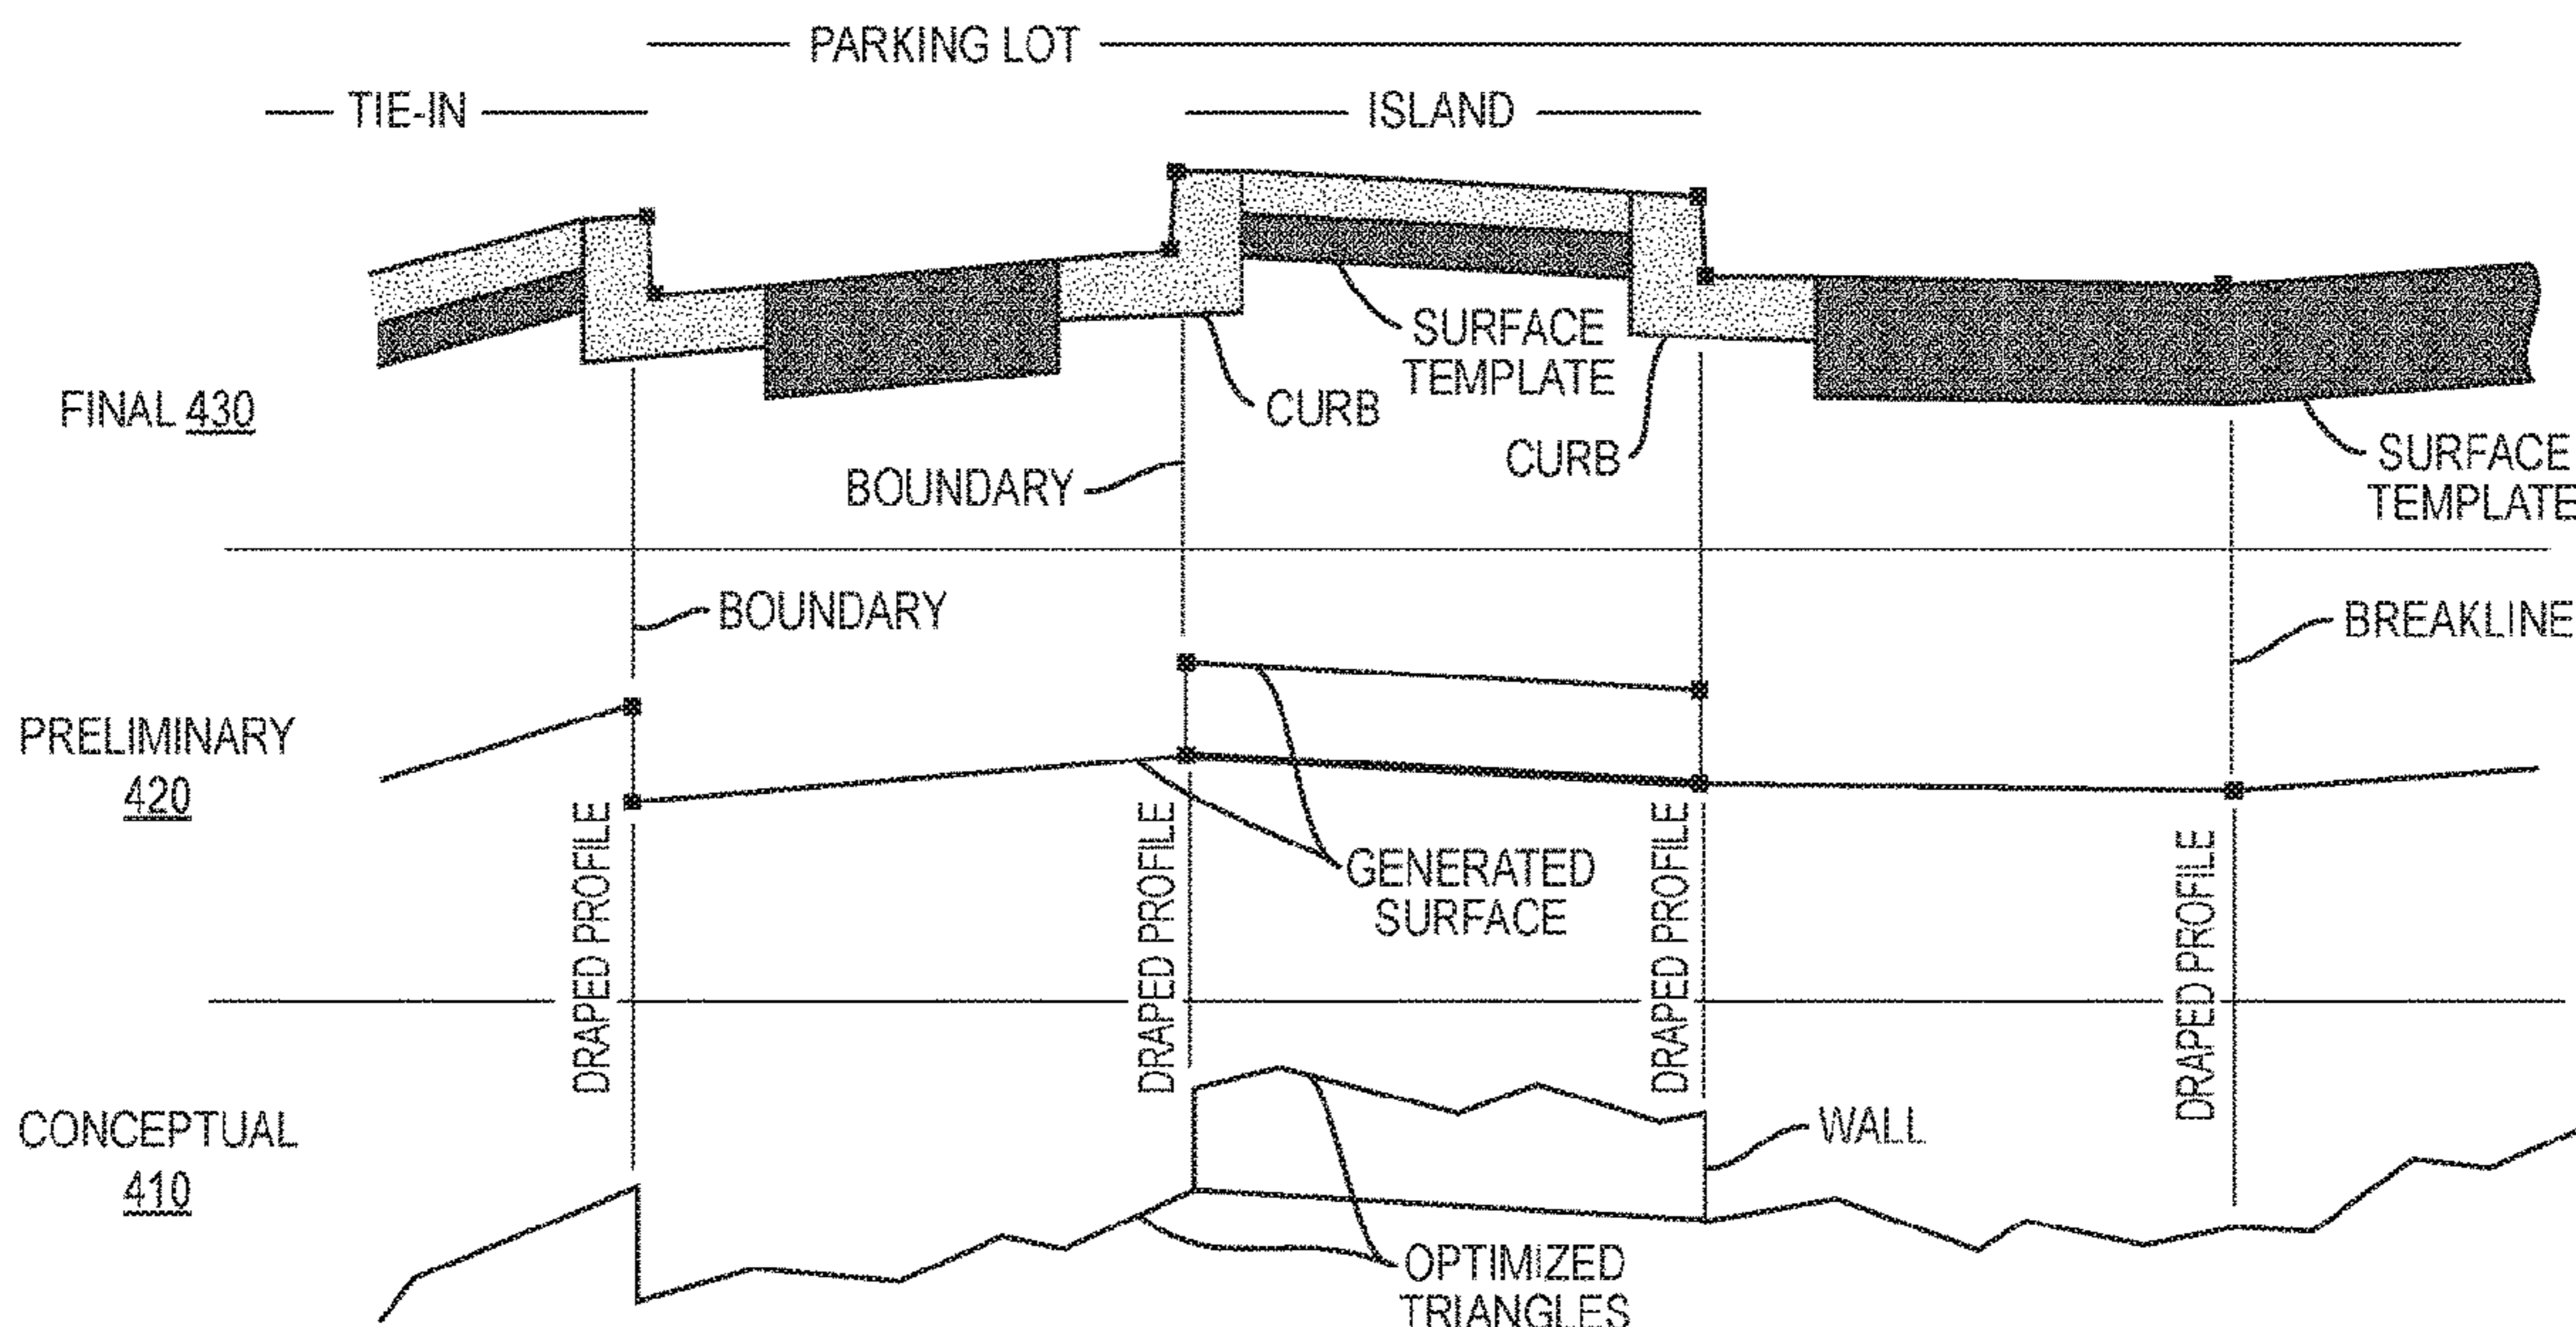 PARKING LOT
TIE-IN
ISLAND
SURFACE
TEMPLATE
CURB
CURB
FINAL 430
SURFACE
TEMPLATE
BOUNDARY
BOUNDARY
BREAKLINE
PRELIMINARY
420
DRAPED PROFILE
DRAPED PROFILE
DRAPED PROFILE
DRAPED PROFILE
GENERATED
SURFACE
CONCEPTUAL
410
WALL
OPTIMIZED
TRIANGLES